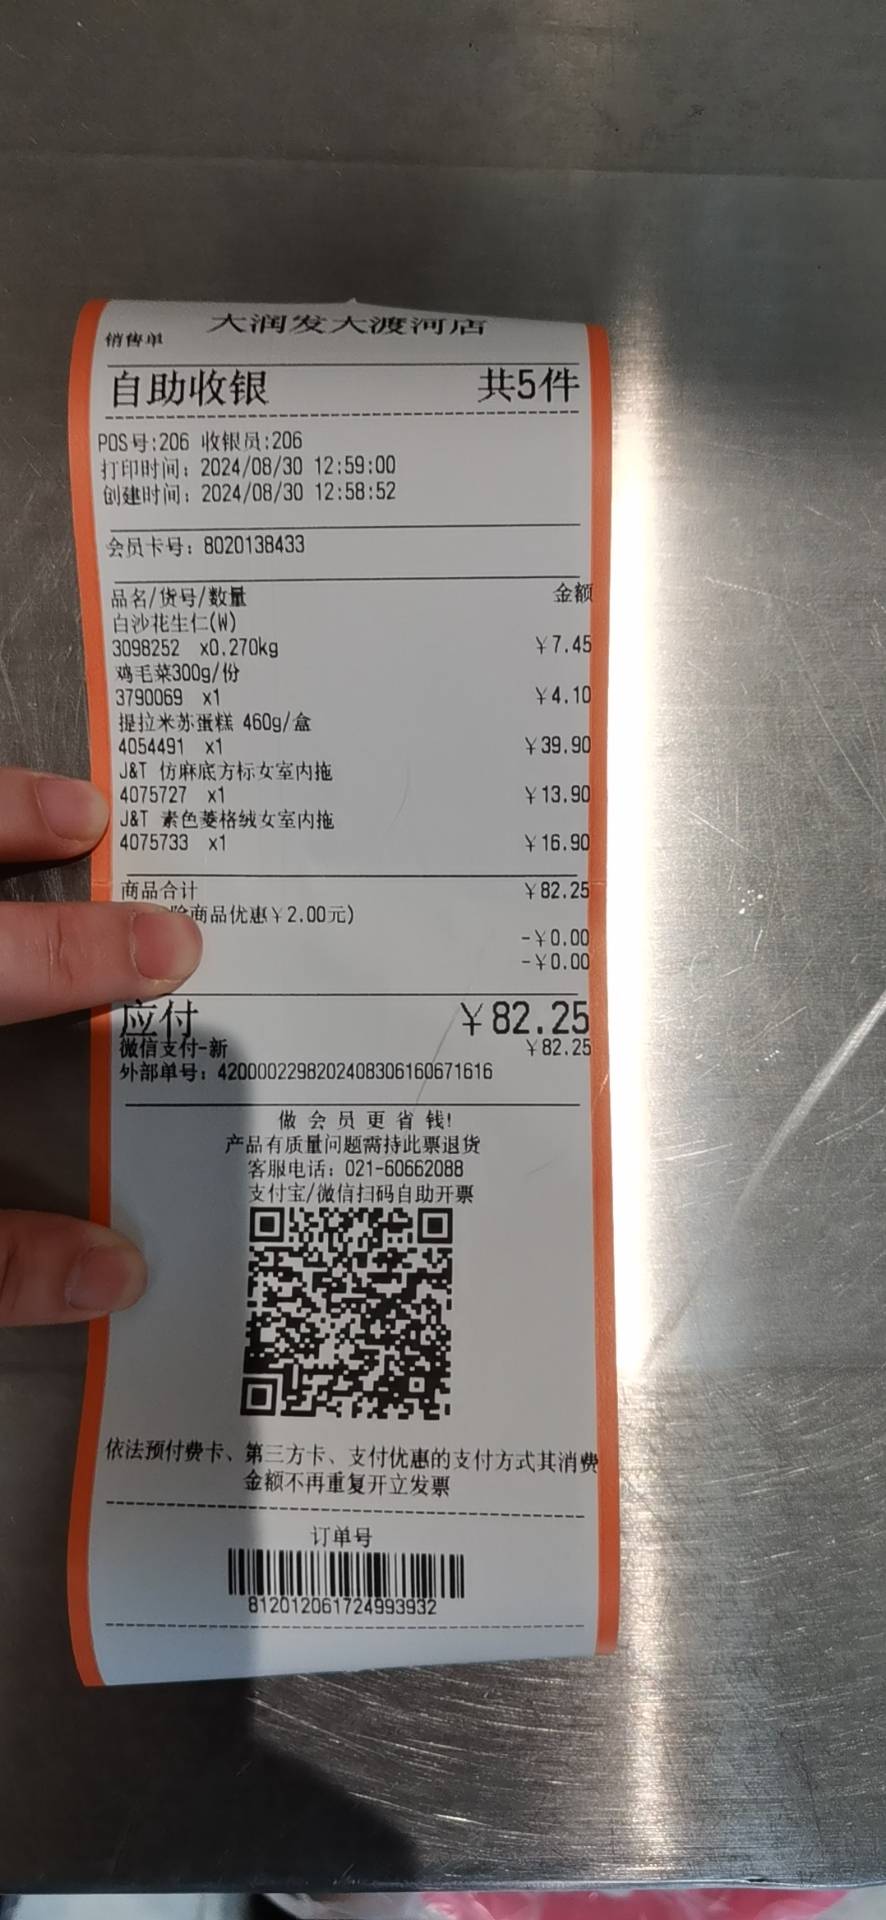 大润发大渡河店
销售单
自助收银 共5件
POS号:206 收银员:206
打印时间: 2024/08/30 12:59:00
创建时间: 2024/08/30 12:58:52
会员卡号: 8020138433
品名/货号/数量 金额
白沙花生仁(W)
3098252 x0.270kg ¥7.45
鸡毛菜300g/份
3790069 x1 ¥4.10
提拉米苏蛋糕 460g/盒
4054491 x1 ¥39.90
J&T 仿麻底方标女室内拖
4075727 x1 ¥13.90
J&T 素色菱格绒女室内拖
4075733 x1 ¥16.90
商品合计 ¥82.25
商品优惠¥2.00元)
-¥0.00
-¥0.00
应付 ¥82.25
微信支付-新 ¥82.25
外部单号: 4200002298202408306160671616
做会员更省钱!
产品有质量问题需持此票退货
客服电话: 021-60662088
支付宝/微信扫码自助开票
依法预付费卡、第三方卡、支付优惠的支付方式其消费
金额不再重复开立发票
订单号
812012061724993932